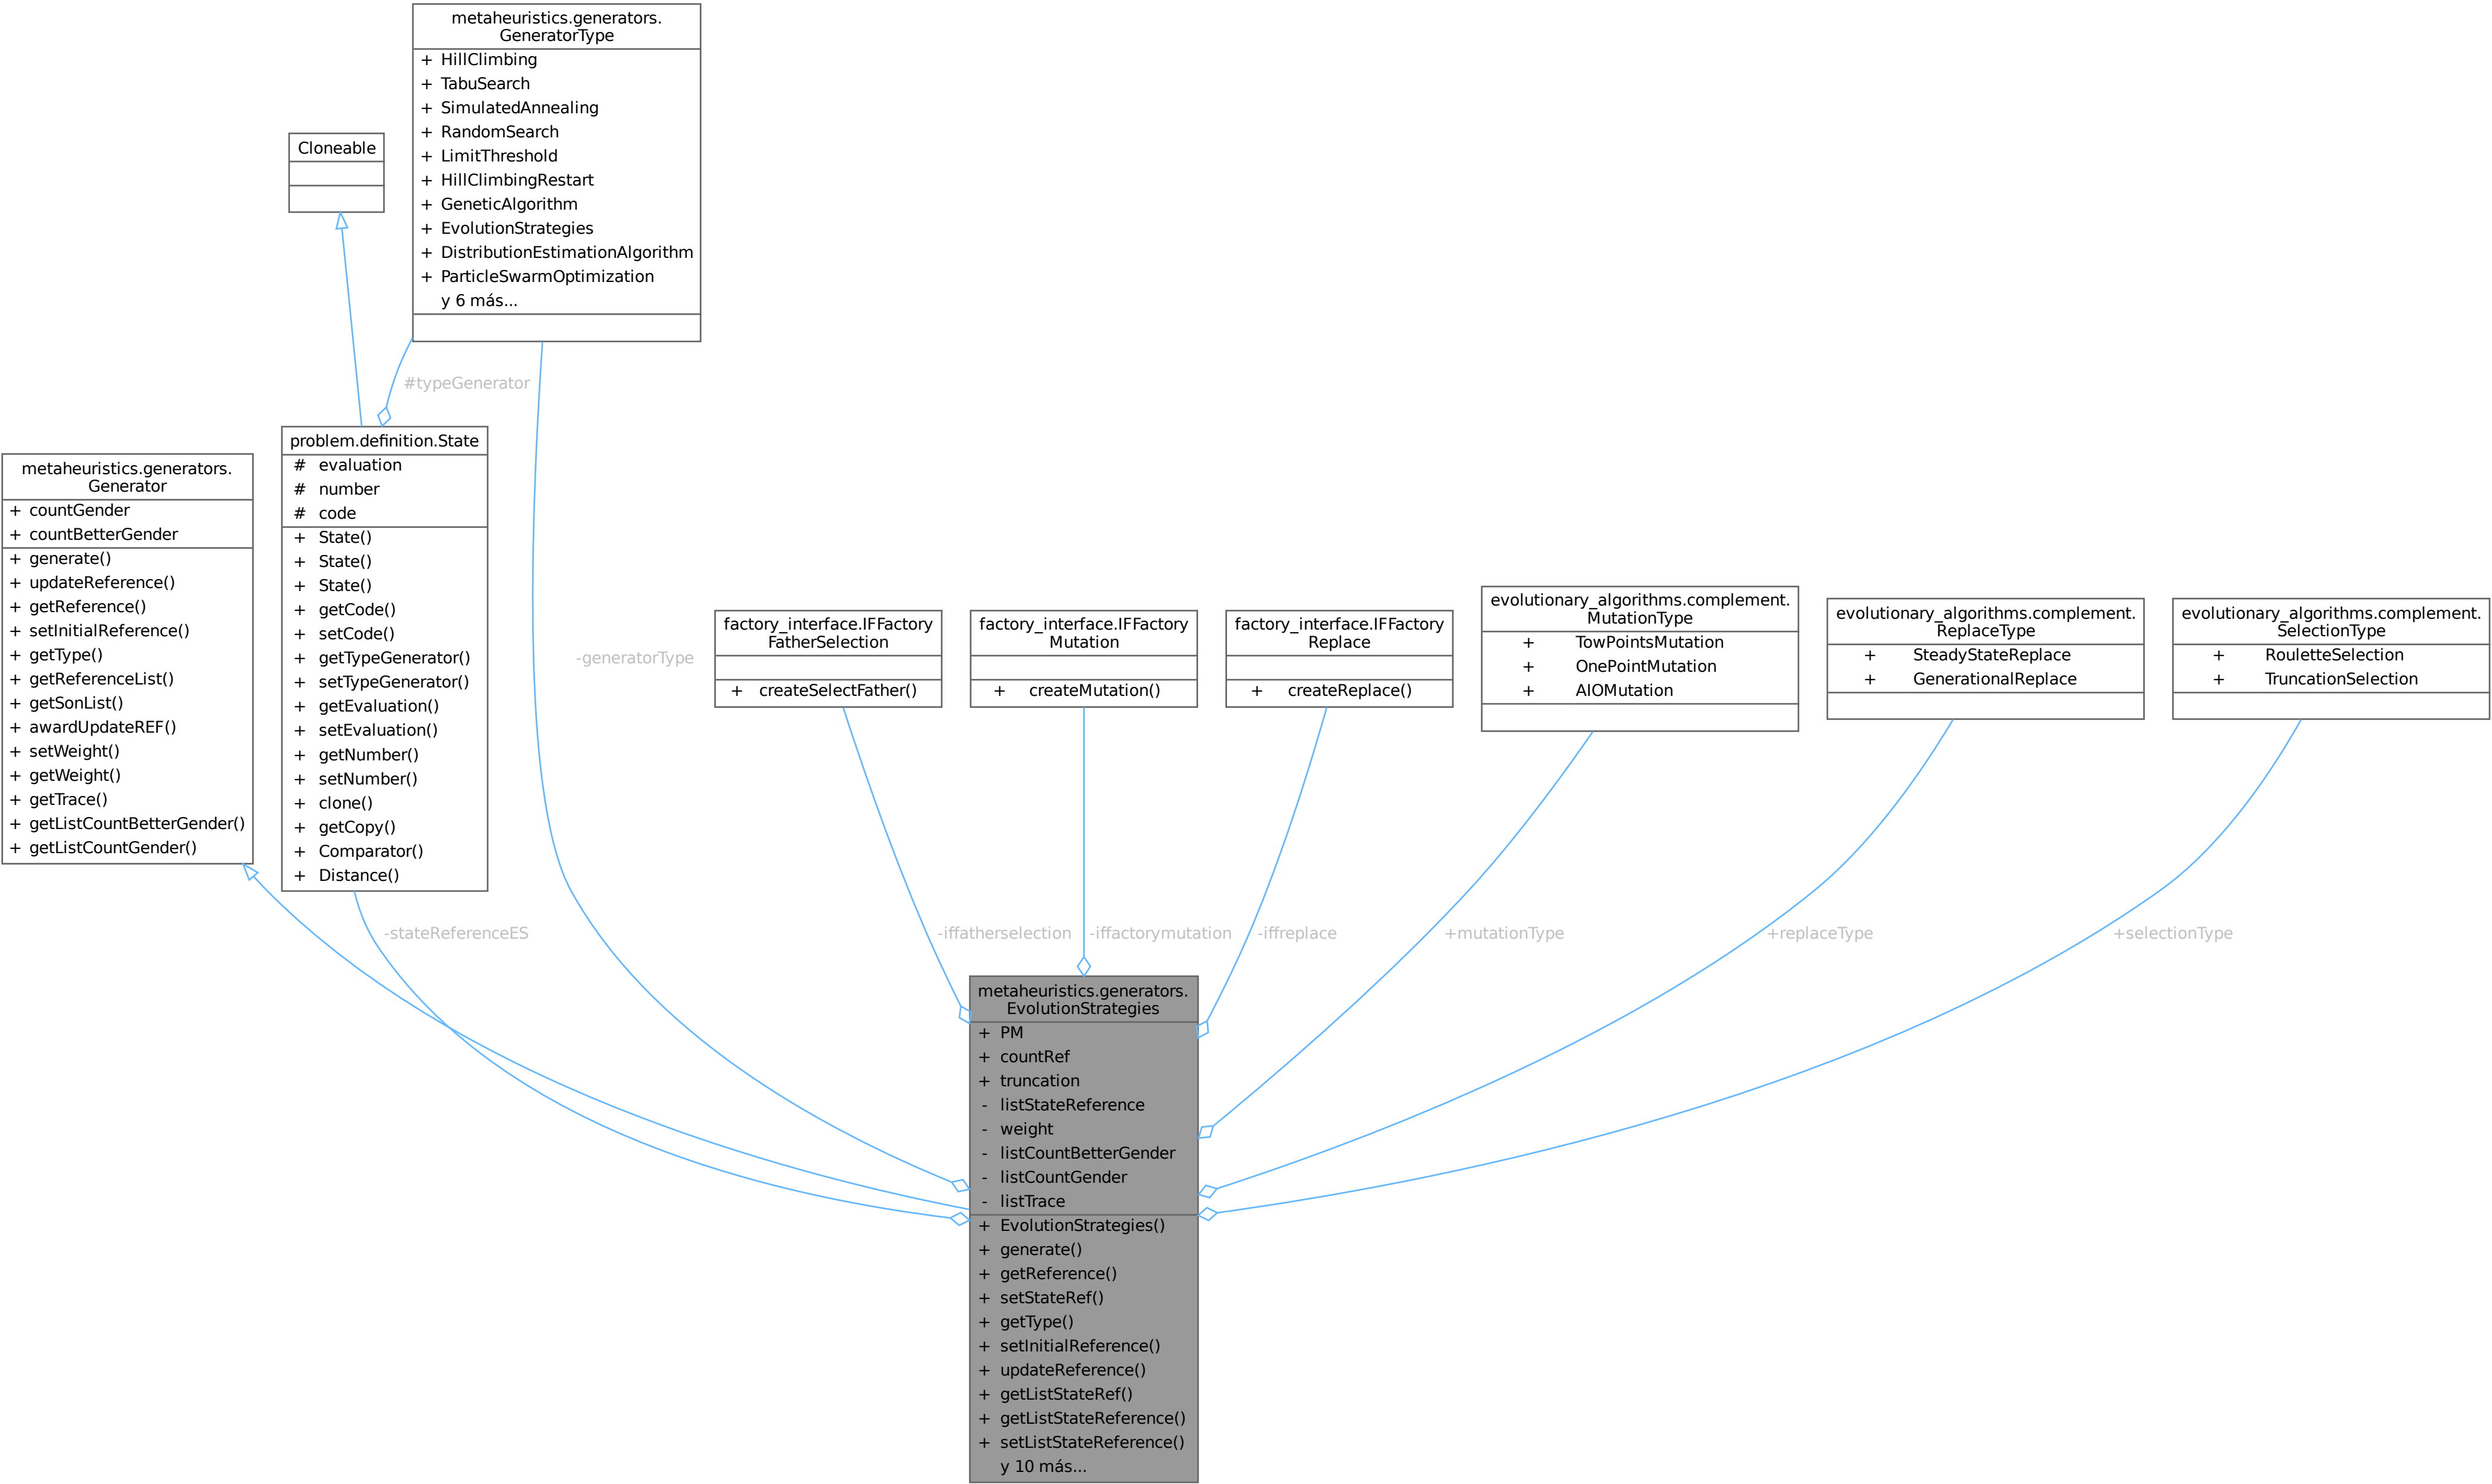 metaheuristics.generators.
GeneratorType
+ HillClimbing
+ TabuSearch
+ SimulatedAnnealing
+ RandomSearch
+ LimitThreshold
+ HillClimbingRestart
+ GeneticAlgorithm
+ EvolutionStrategies
+ DistributionEstimationAlgorithm
+ ParticleSwarmOptimization
y 6 más...
Cloneable
#typeGenerator
problem.definition.State
# evaluation
# number
# code
+ State()
+ State()
+ State()
+ getCode()
+ setCode()
+ getTypeGenerator()
+ setTypeGenerator()
+ getEvaluation()
+ setEvaluation()
+ getNumber()
+ setNumber()
+ clone()
+ getCopy()
+ Comparator()
+ Distance()
metaheuristics.generators.
Generator
+ countGender
+ countBetterGender
+ generate()
+ updateReference()
+ getReference()
+ setInitialReference()
+ getType()
+ getReferenceList()
+ getSonList()
+ awardUpdateREF()
+ setWeight()
+ getWeight()
+ getTrace()
+ getListCountBetterGender()
+ getListCountGender()
-generatorType
factory_interface.IFFactory
FatherSelection
+ createSelectFather()
factory_interface.IFFactory
Mutation
+ createMutation()
factory_interface.IFFactory
Replace
+ createReplace()
evolutionary_algorithms.complement.
MutationType
+ TowPointsMutation
+ OnePointMutation
+ AIOMutation
evolutionary_algorithms.complement.
ReplaceType
+ SteadyStateReplace
+ GenerationalReplace
evolutionary_algorithms.complement.
SelectionType
+ RouletteSelection
+ TruncationSelection
-stateReferenceES
-iffatherselection
-iffactorymutation
-iffreplace
+mutationType
+replaceType
+selectionType
metaheuristics.generators.
EvolutionStrategies
+ PM
+ countRef
+ truncation
- listStateReference
- weight
- listCountBetterGender
- listCountGender
- listTrace
+ EvolutionStrategies()
+ generate()
+ getReference()
+ setStateRef()
+ getType()
+ setInitialReference()
+ updateReference()
+ getListStateRef()
+ getListStateReference()
+ setListStateReference()
y 10 más...